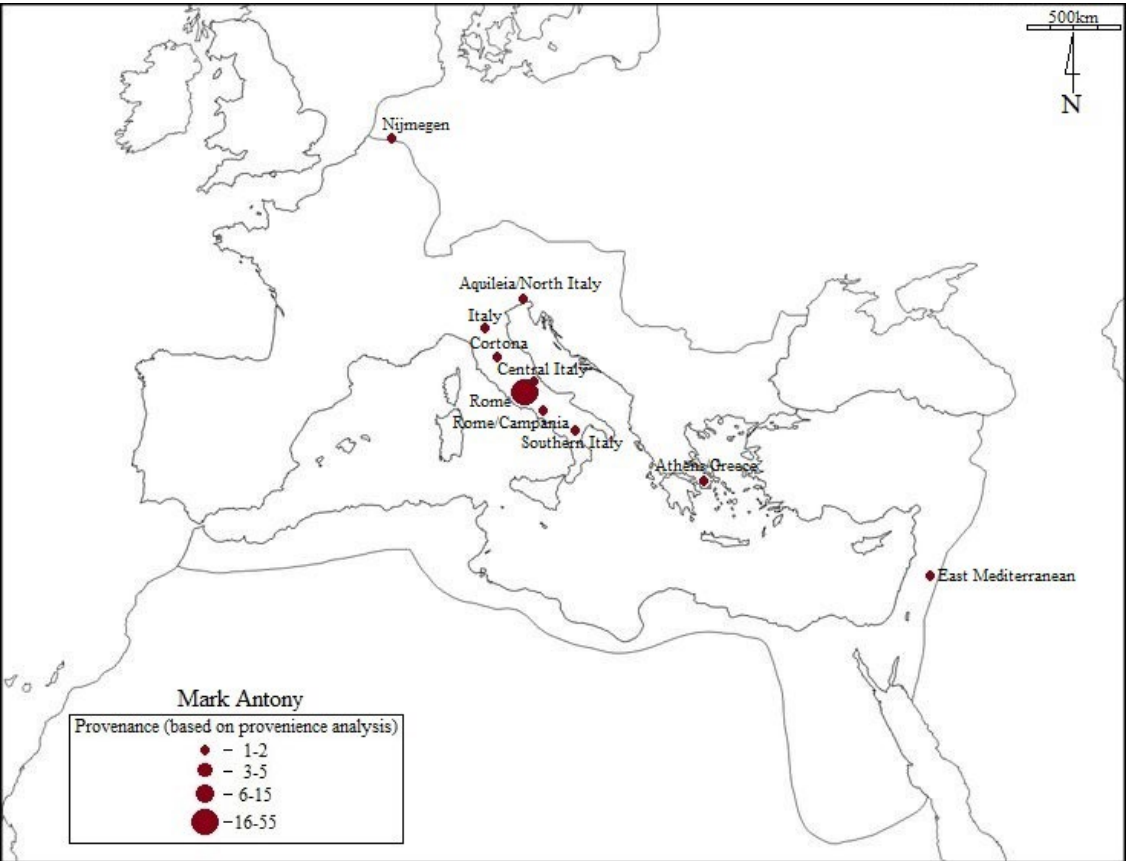 500km
N
Nijmegen
Aquileia/North Italy
Italy
Cortona
Central Italy
Rome
Rome/Campania
Southern Italy
Athens/Greece
East Mediterranean
Mark Antony
Provenance (based on provenience analysis)
– 1-2
– 3-5
– 6-15
–16-55